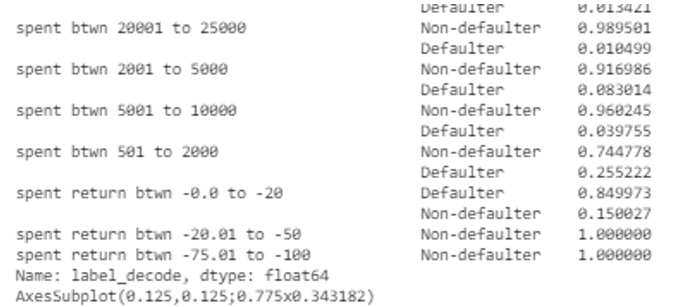 Defaulter 0.013421
spent btwn 20001 to 25000 Non-defaulter 0.989501
Defaulter 0.010499
spent btwn 2001 to 5000 Non-defaulter 0.916986
Defaulter 0.083014
spent btwn 5001 to 10000 Non-defaulter 0.960245
Defaulter 0.039755
spent btwn 501 to 2000 Non-defaulter 0.744778
Defaulter 0.255222
spent return btwn -0.0 to -20 Defaulter 0.849973
Non-defaulter 0.150027
spent return btwn -20.01 to -50 Non-defaulter 1.000000
spent return btwn -75.01 to -100 Non-defaulter 1.000000
Name: label_decode, dtype: float64
AxesSubplot(0.125,0.125;0.775x0.343182)